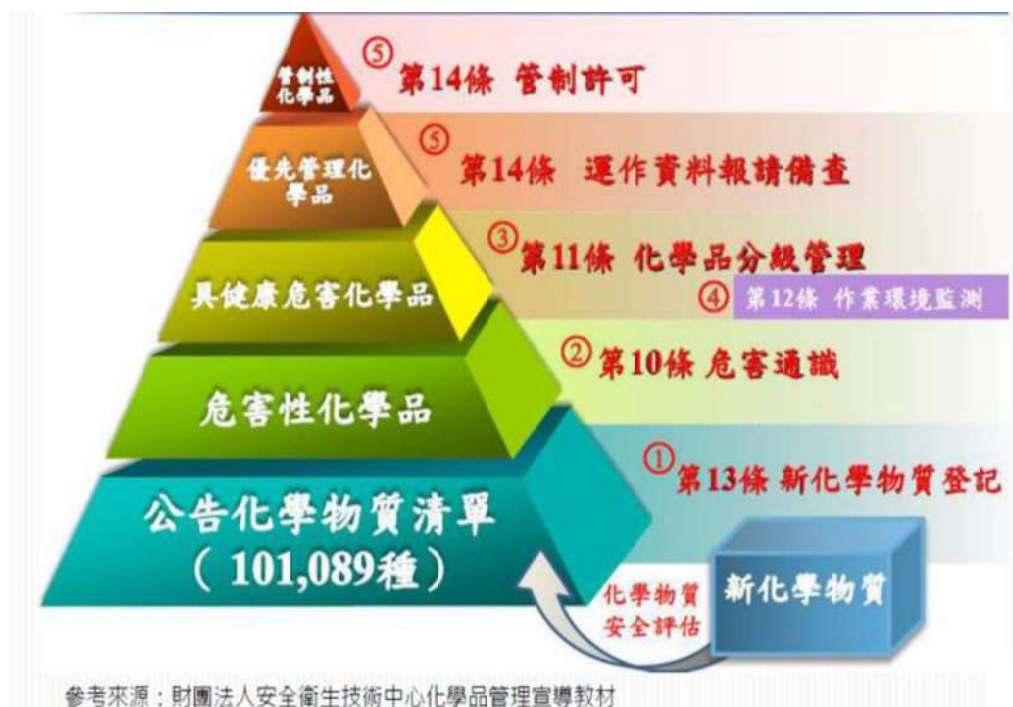 管制性
化學品
⑤
第14條 管制許可
優先管理化
學品
⑤
第14條 運作資料報請備查
具健康危害化學品
③
第11條 化學品分級管理
④
第12條 作業環境監測
危害性化學品
②
第10條 危害通識
公告化學物質清單
（101,089種）
①
第13條 新化學物質登記
化學物質
安全評估
新化學物質
參考來源：財團法人安全衛生技術中心化學品管理宣導教材